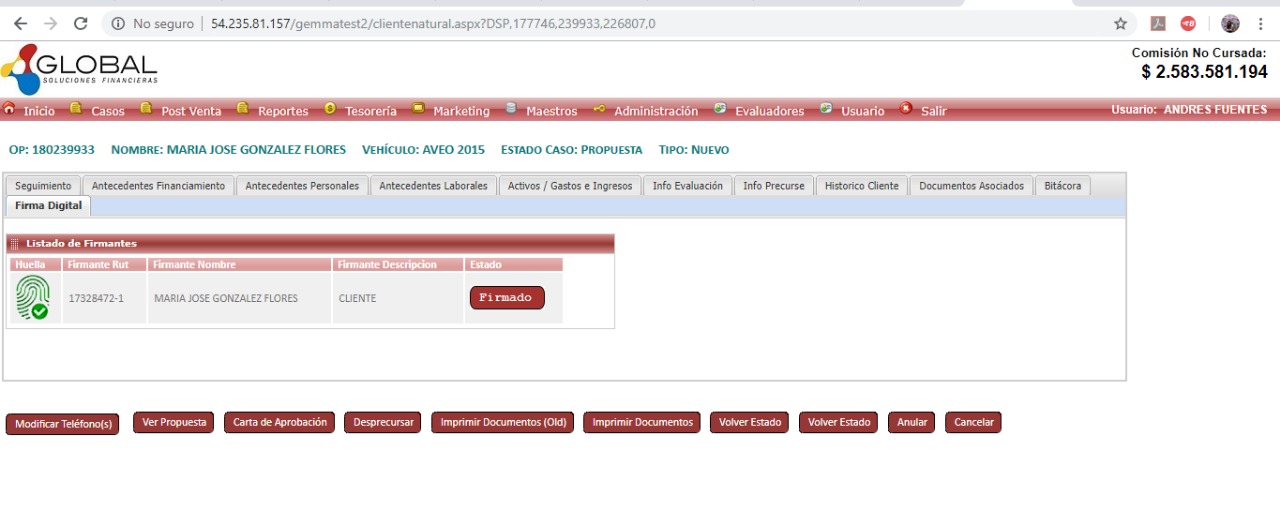 No seguro | 54.235.81.157/gemmatest2/clientenatural.aspx?DSP,177746,239933,226807,0
GLOBAL
SOLUCIONES FINANCIERAS
Comisión No Cursada:
$ 2.583.581.194
Inicio Casos Post Venta Reportes Tesorería Marketing Maestros Administración Evaluadores Usuario Salir Usuario: ANDRES FUENTES
OP: 180239933 NOMBRE: MARIA JOSE GONZALEZ FLORES VEHÍCULO: AVEO 2015 ESTADO CASO: PROPUESTA TIPO: NUEVO
Seguimiento Antecedentes Financiamiento Antecedentes Personales Antecedentes Laborales Activos / Gastos e Ingresos Info Evaluación Info Precurse Historico Cliente Documentos Asociados Bitácora
Firma Digital
Listado de Firmantes
Huella Firmante Rut Firmante Nombre Firmante Descripcion Estado
17328472-1 MARIA JOSE GONZALEZ FLORES CLIENTE Firmado
Modificar Teléfono(s) Ver Propuesta Carta de Aprobación Desprecursar Imprimir Documentos (Old) Imprimir Documentos Volver Estado Volver Estado Anular Cancelar